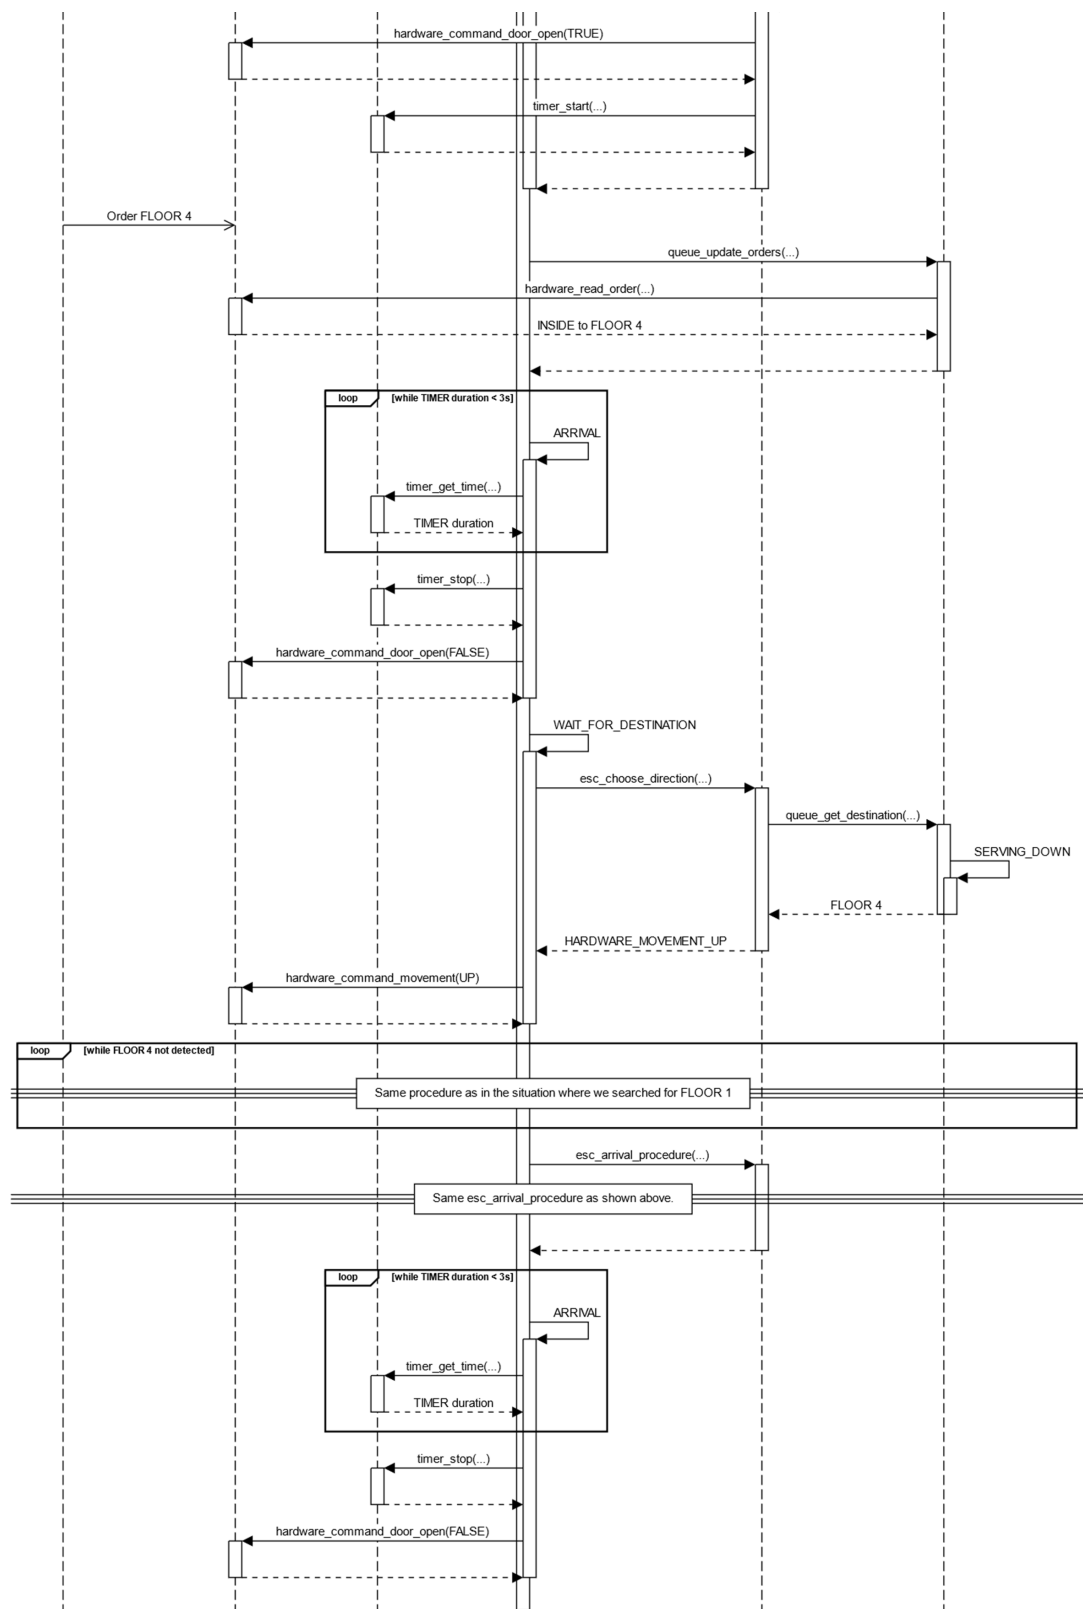 hardware_command_door_open(TRUE)
timer_start(...)
Order FLOOR 4
queue_update_orders(...)
hardware_read_order(...)
INSIDE to FLOOR 4
loop
[while TIMER duration < 3s]
ARRIVAL
timer_get_time(...)
TIMER duration
timer_stop(...)
hardware_command_door_open(FALSE)
WAIT_FOR_DESTINATION
esc_choose_direction(...)
queue_get_destination(...)
SERVING_DOWN
FLOOR 4
HARDWARE_MOVEMENT_UP
hardware_command_movement(UP)
loop
[while FLOOR 4 not detected]
Same procedure as in the situation where we searched for FLOOR 1
esc_arrival_procedure(...)
Same esc_arrival_procedure as shown above.
loop
[while TIMER duration < 3s]
ARRIVAL
timer_get_time(...)
TIMER duration
timer_stop(...)
hardware_command_door_open(FALSE)